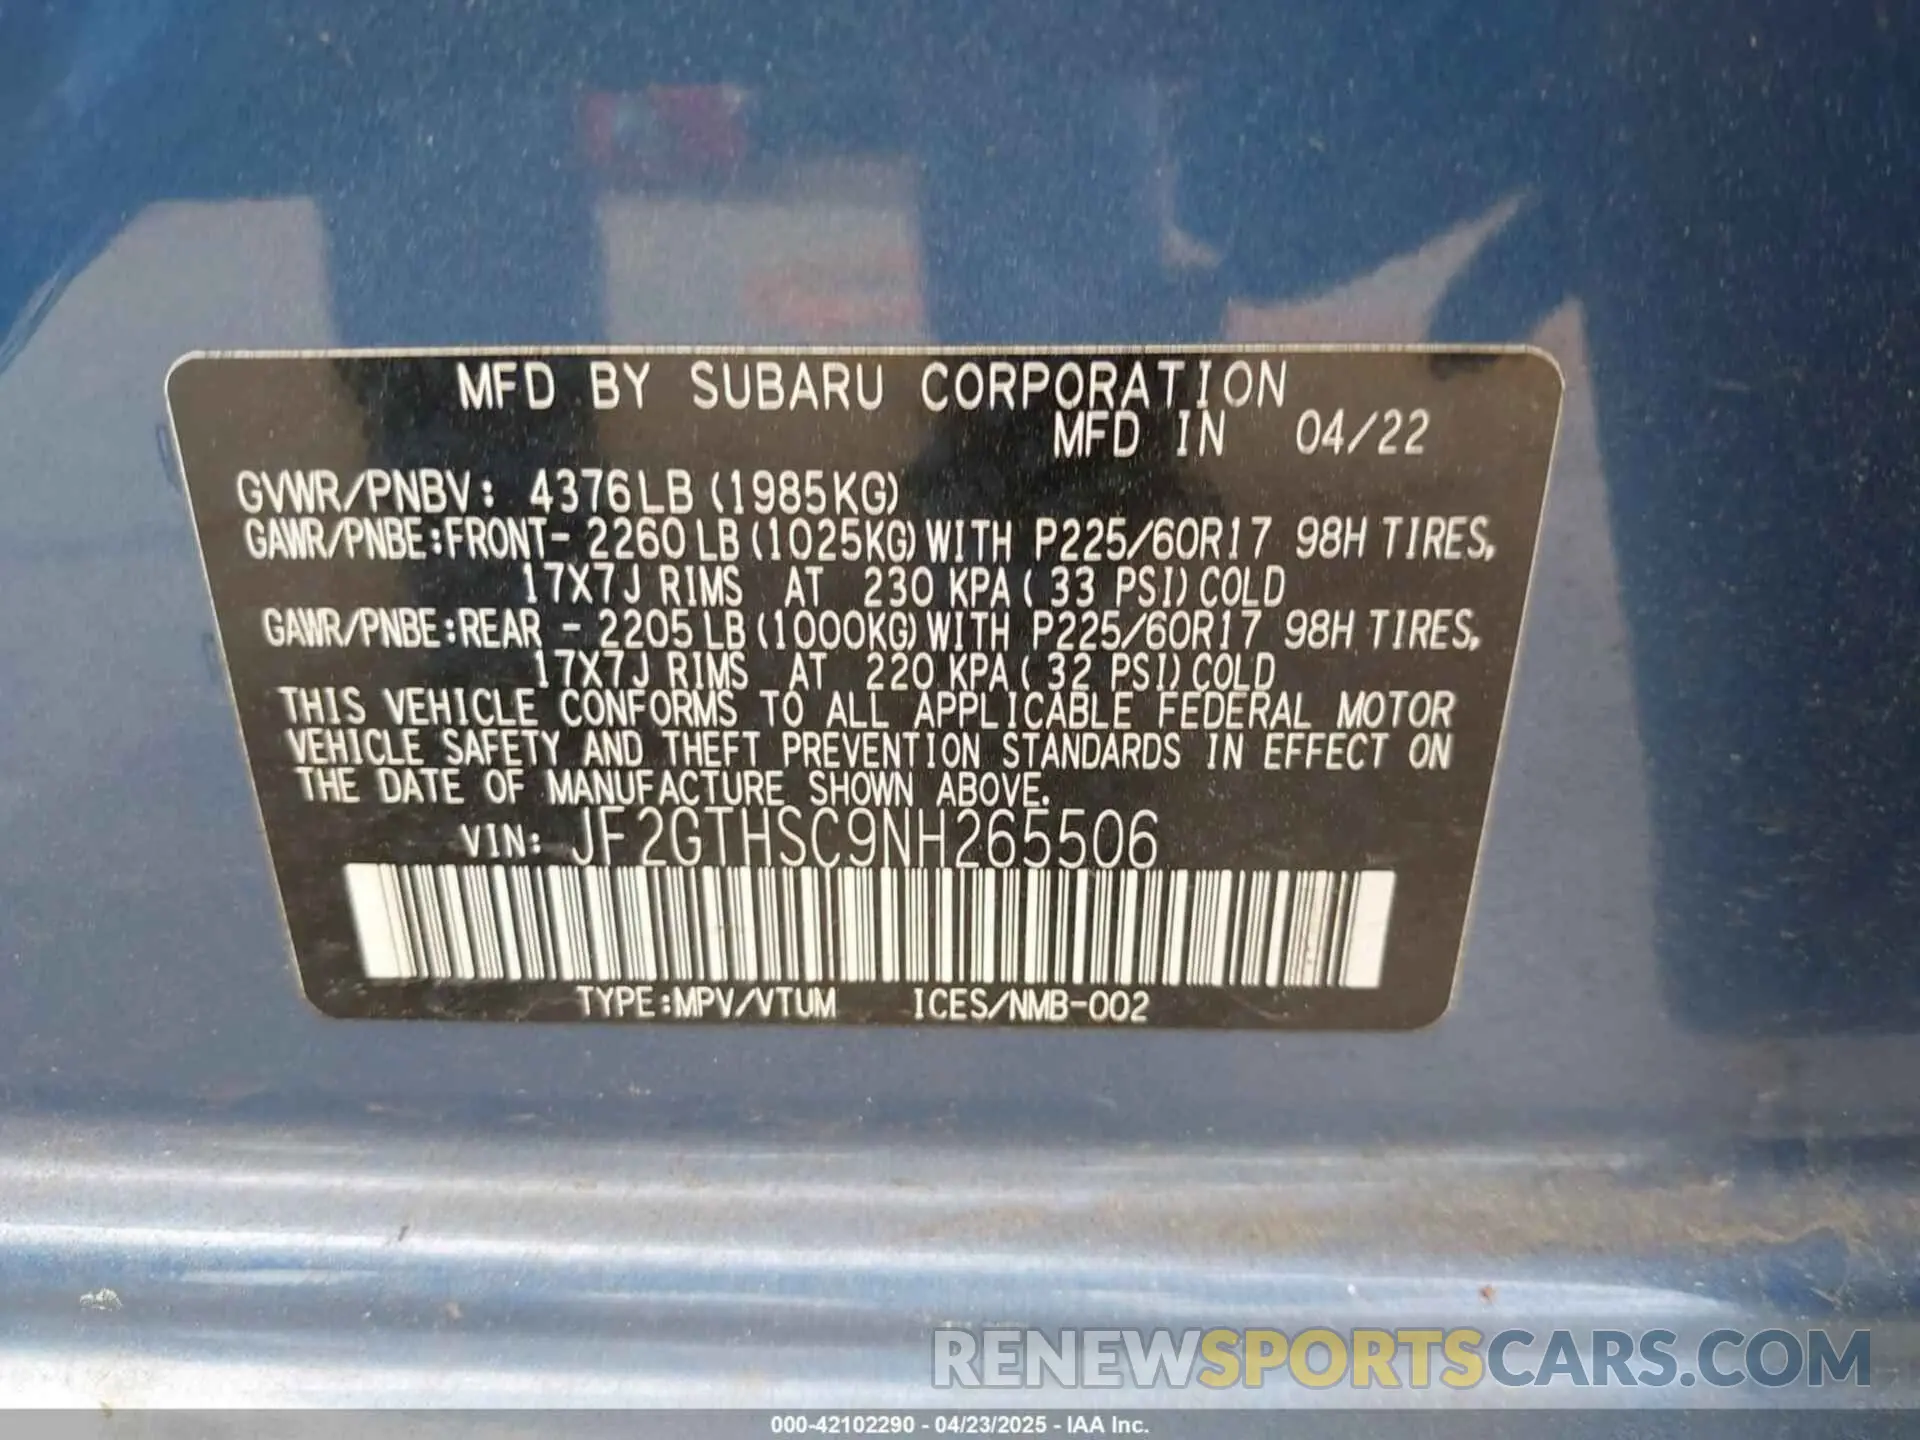 MFD BY SUBARU CORPORATION
MFD IN 04/22
GVWR/PNBV: 4376LB (1985KG)
GAWR/PNBE:FRONT- 2260LB (1025KG) WITH P225/60R17 98H TIRES,
17X7J RIMS AT 230 KPA ( 33 PSI) COLD
GAWR/PNBE:REAR - 2205LB (1000KG) WITH P225/60R17 98H TIRES,
17X7J RIMS AT 220 KPA ( 32 PSI) COLD
THIS VEHICLE CONFORMS TO ALL APPLICABLE FEDERAL MOTOR
VEHICLE SAFETY AND THEFT PREVENTION STANDARDS IN EFFECT ON
THE DATE OF MANUFACTURE SHOWN ABOVE.
VIN: JF2GTHSC9NH265506
TYPE:MPV/VTUM ICES/NMB-002
RENEWSPORTSCARS.COM
000-42102290 - 04/23/2025 - IAA Inc.